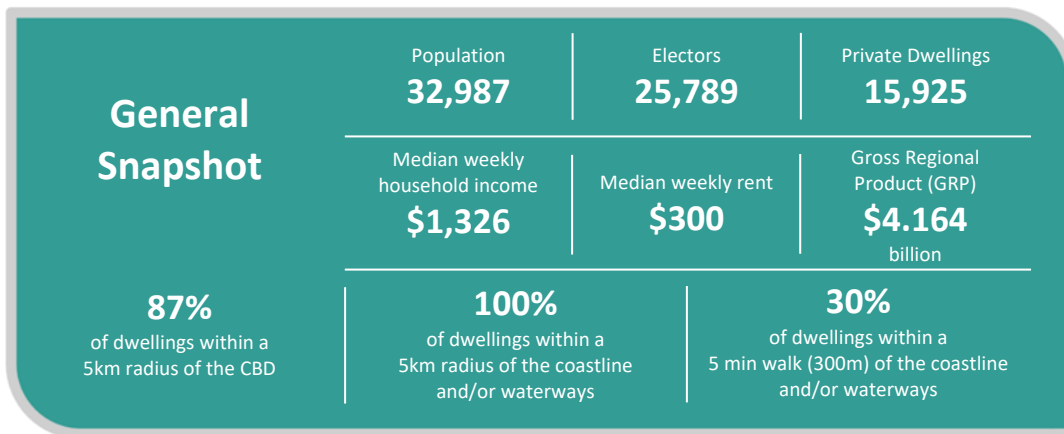 General
Snapshot
Population
32,987
Electors
25,789
Private Dwellings
15,925
Median weekly
household income
$1,326
Median weekly rent
$300
Gross Regional
Product (GRP)
$4.164
billion
87%
of dwellings within a
5km radius of the CBD
100%
of dwellings within a
5km radius of the coastline
and/or waterways
30%
of dwellings within a
5 min walk (300m) of the coastline
and/or waterways